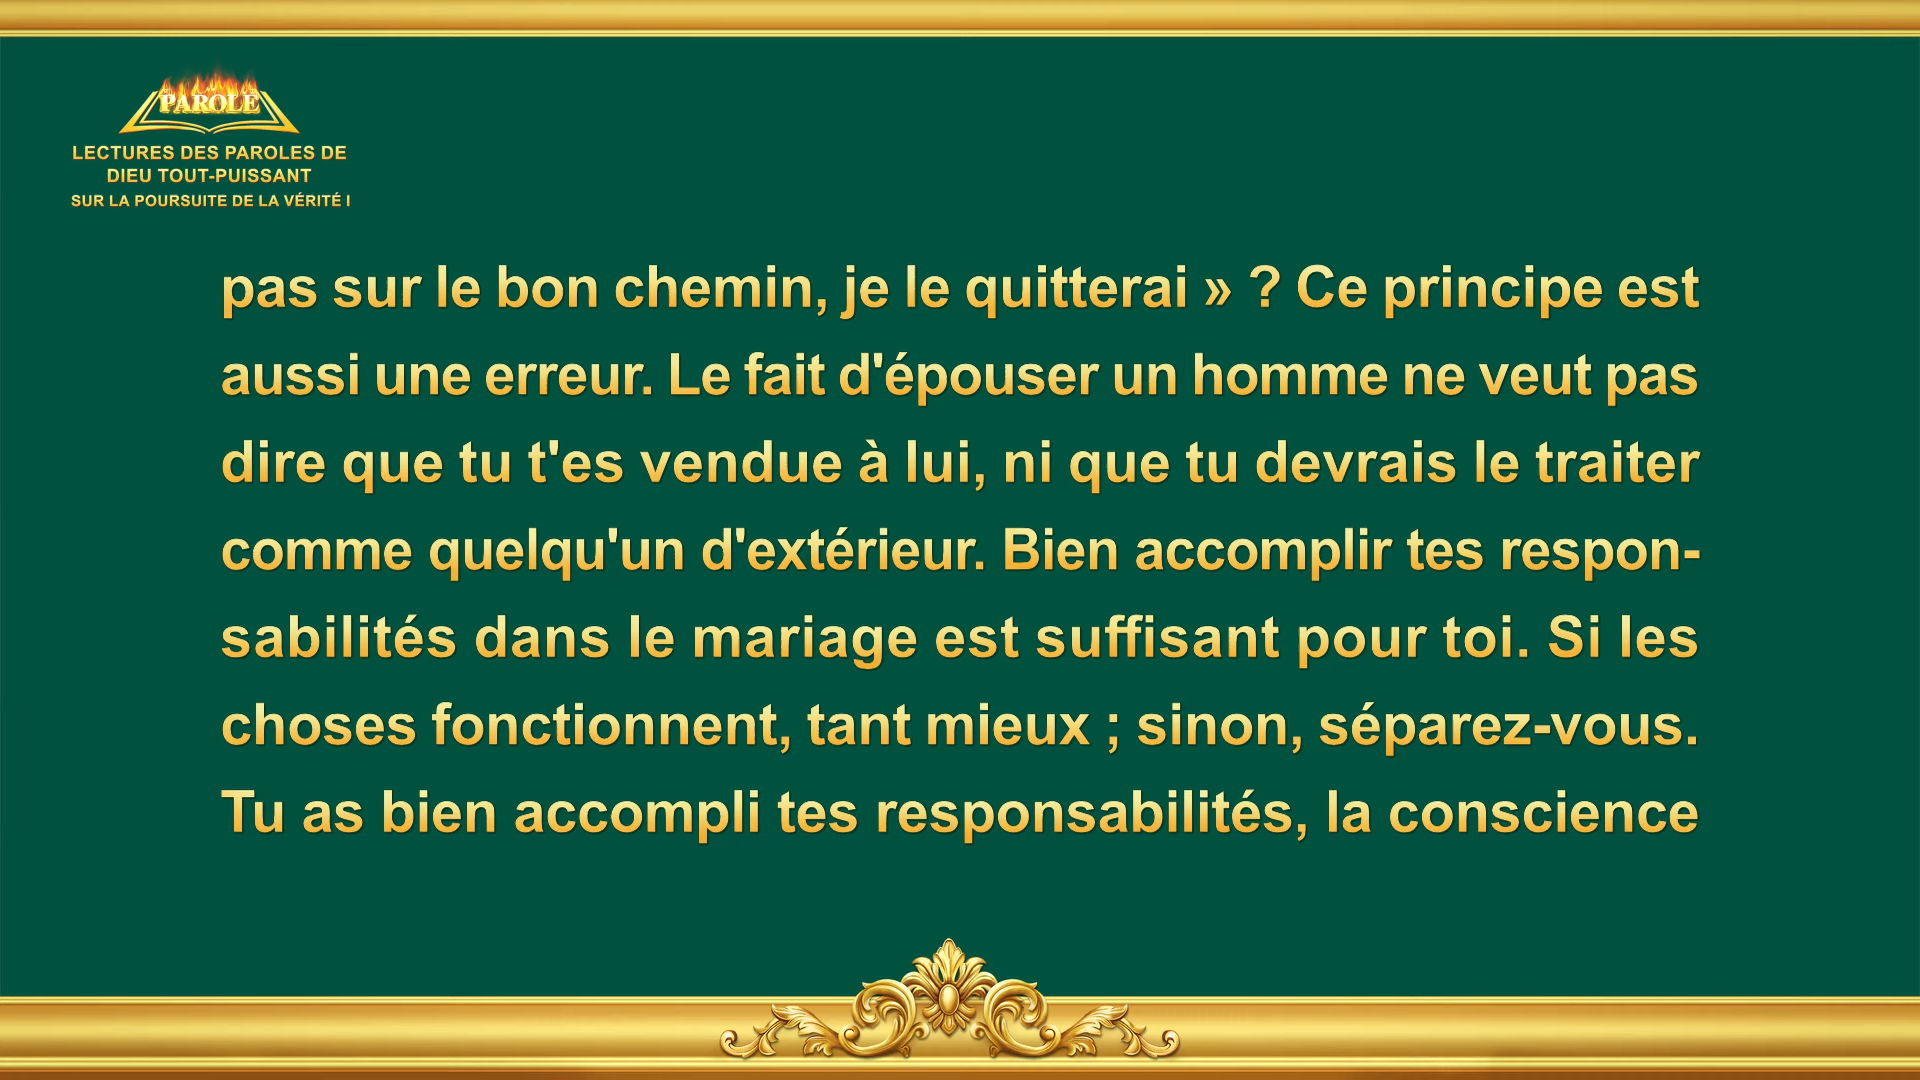 PAROLE
LECTURES DES PAROLES DE
DIEU TOUT-PUISSANT
SUR LA POURSUITE DE LA VÉRITÉ I
pas sur le bon chemin, je le quitterai » ? Ce principe est
aussi une erreur. Le fait d'épouser un homme ne veut pas
dire que tu t'es vendue à lui, ni que tu devrais le traiter
comme quelqu'un d'extérieur. Bien accomplir tes respon-
sabilités dans le mariage est suffisant pour toi. Si les
choses fonctionnent, tant mieux ; sinon, séparez-vous.
Tu as bien accompli tes responsabilités, la conscience